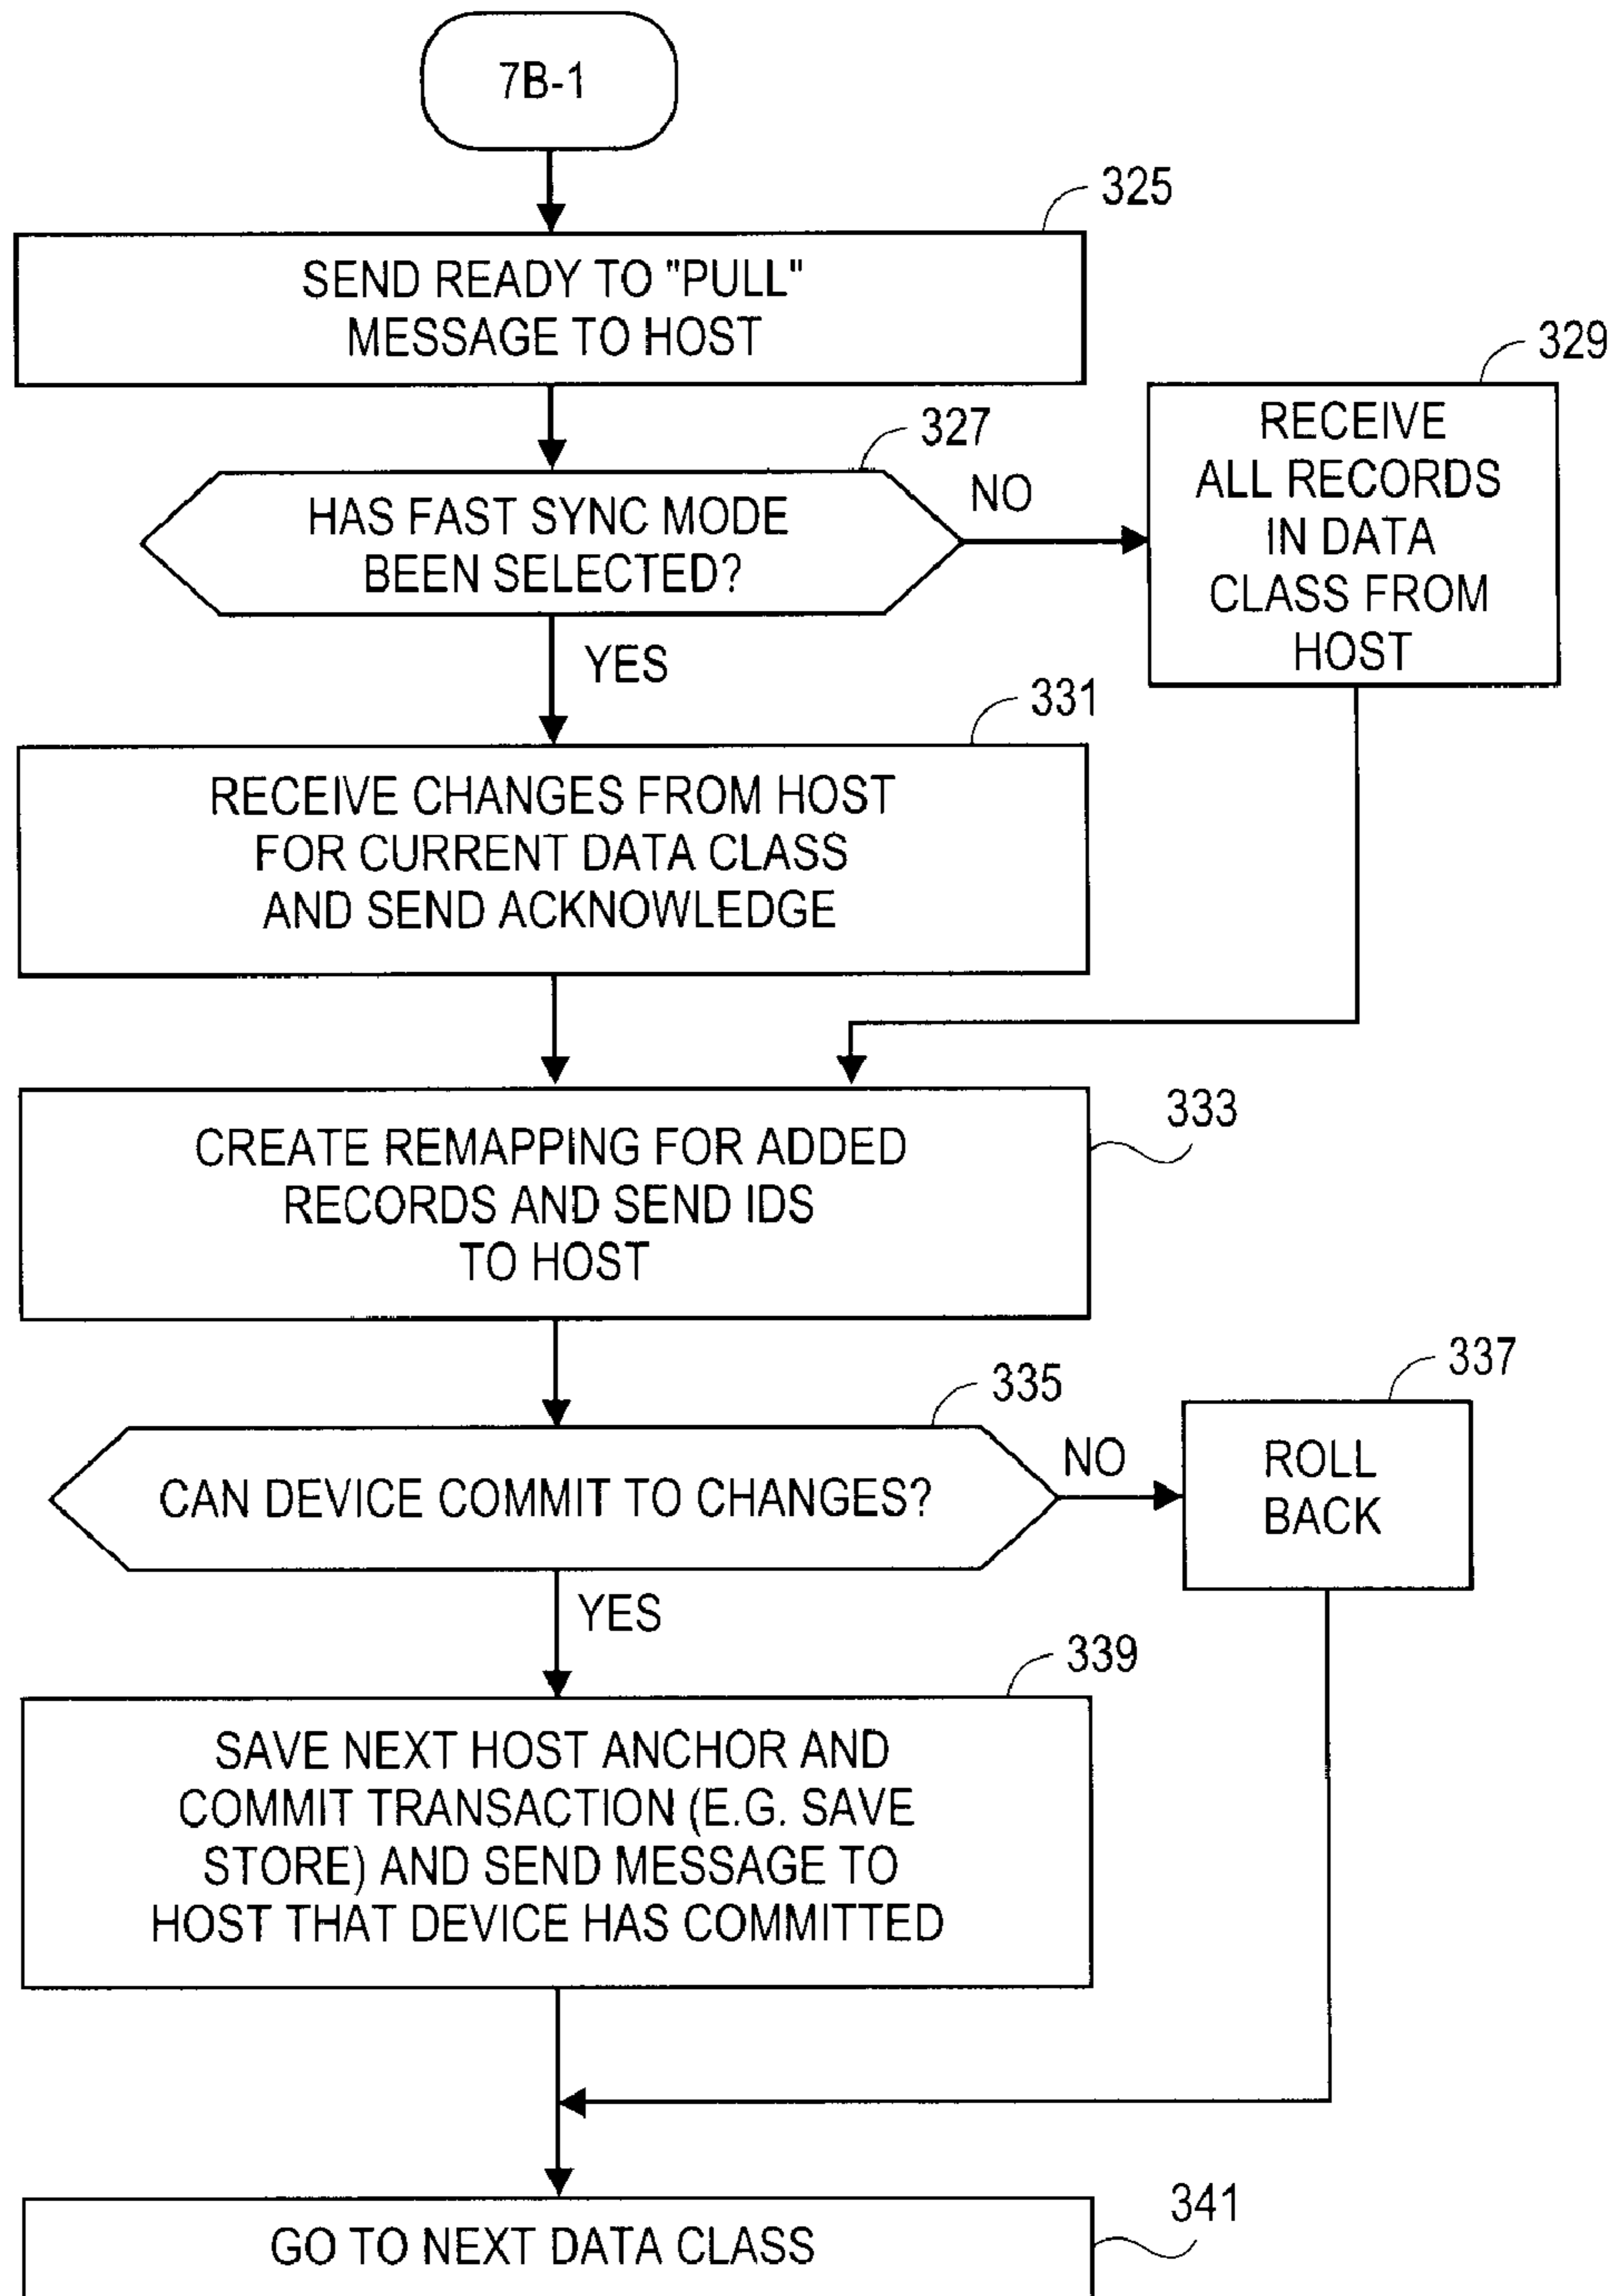 7B-1
325
SEND READY TO "PULL"
MESSAGE TO HOST
329
RECEIVE
ALL RECORDS
IN DATA
CLASS FROM
HOST
327
HAS FAST SYNC MODE
BEEN SELECTED?
NO
YES
331
RECEIVE CHANGES FROM HOST
FOR CURRENT DATA CLASS
AND SEND ACKNOWLEDGE
333
CREATE REMAPPING FOR ADDED
RECORDS AND SEND IDS
TO HOST
335
CAN DEVICE COMMIT TO CHANGES?
NO
337
ROLL
BACK
YES
339
SAVE NEXT HOST ANCHOR AND
COMMIT TRANSACTION (E.G. SAVE
STORE) AND SEND MESSAGE TO
HOST THAT DEVICE HAS COMMITTED
341
GO TO NEXT DATA CLASS